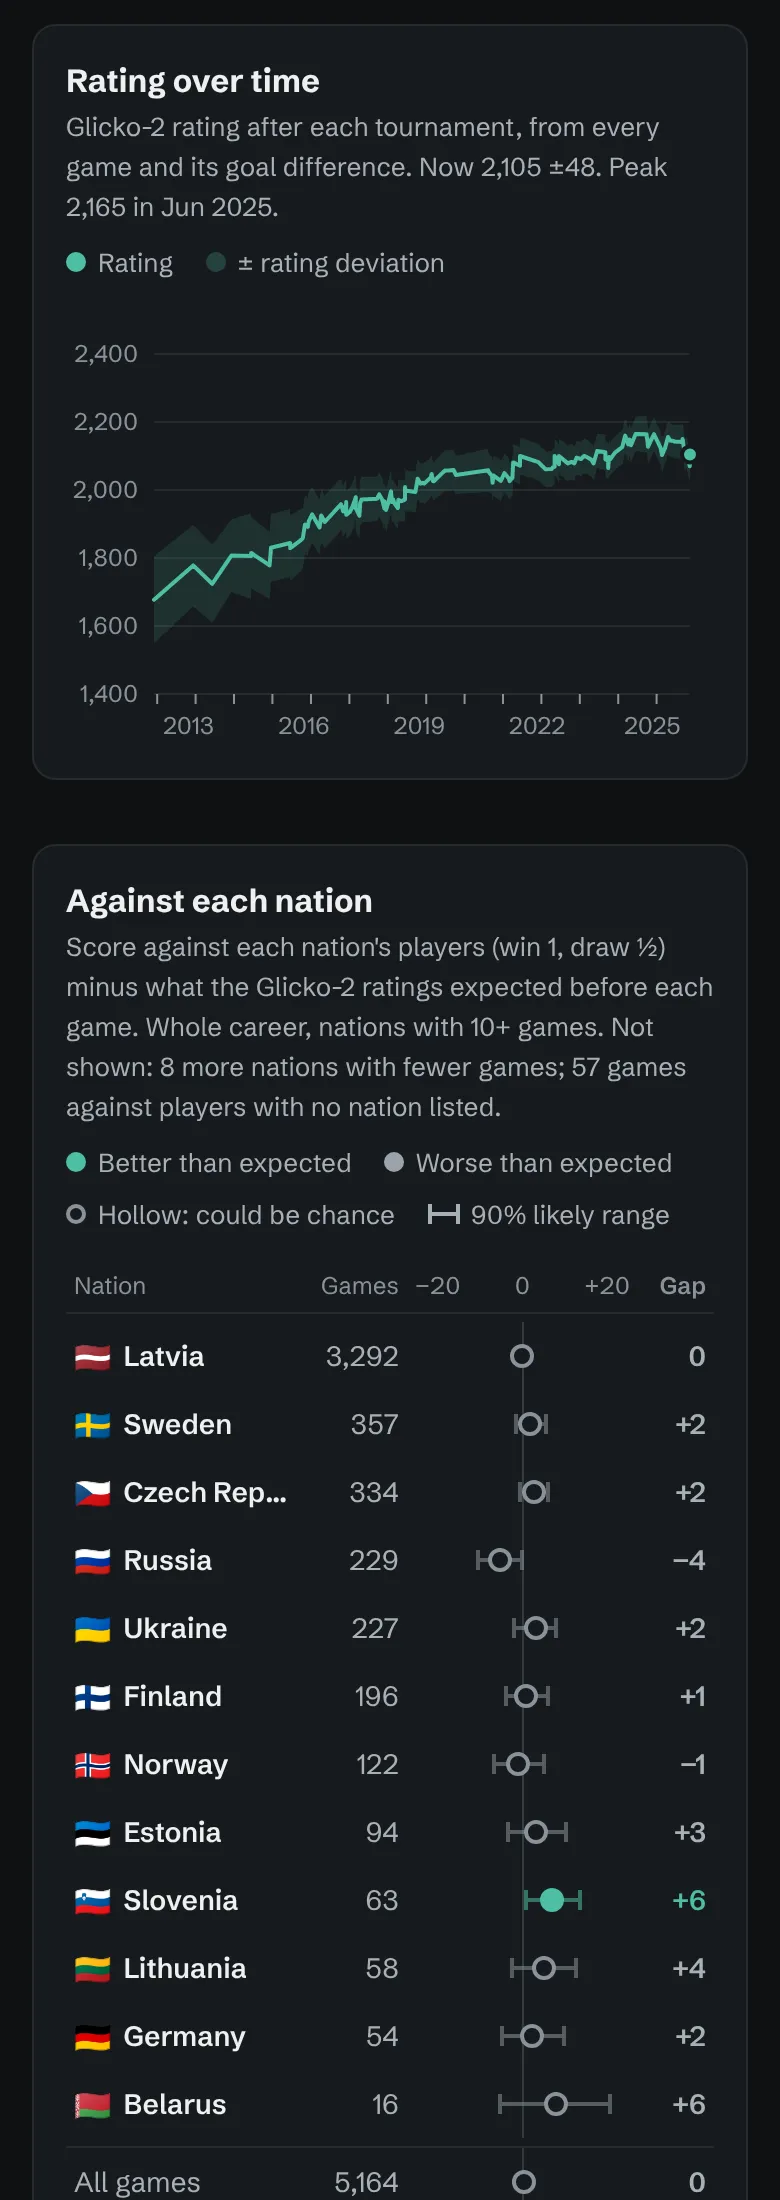 Rating over time
Glicko-2 rating after each tournament, from every
game and its goal difference. Now 2,105 ±48. Peak
2,165 in Jun 2025.
Rating ± rating deviation
2,400
2,200
2,000
1,800
1,600
1,400
2013 2016 2019 2022 2025
Against each nation
Score against each nation's players (win 1, draw ½)
minus what the Glicko-2 ratings expected before each
game. Whole career, nations with 10+ games. Not
shown: 8 more nations with fewer games; 57 games
against players with no nation listed.
Better than expected Worse than expected
Hollow: could be chance 90% likely range
Nation Games −20 0 +20 Gap
Latvia 3,292 0
Sweden 357 +2
Czech Rep... 334 +2
Russia 229 −4
Ukraine 227 +2
Finland 196 +1
Norway 122 −1
Estonia 94 +3
Slovenia 63 +6
Lithuania 58 +4
Germany 54 +2
Belarus 16 +6
All games 5,164 0